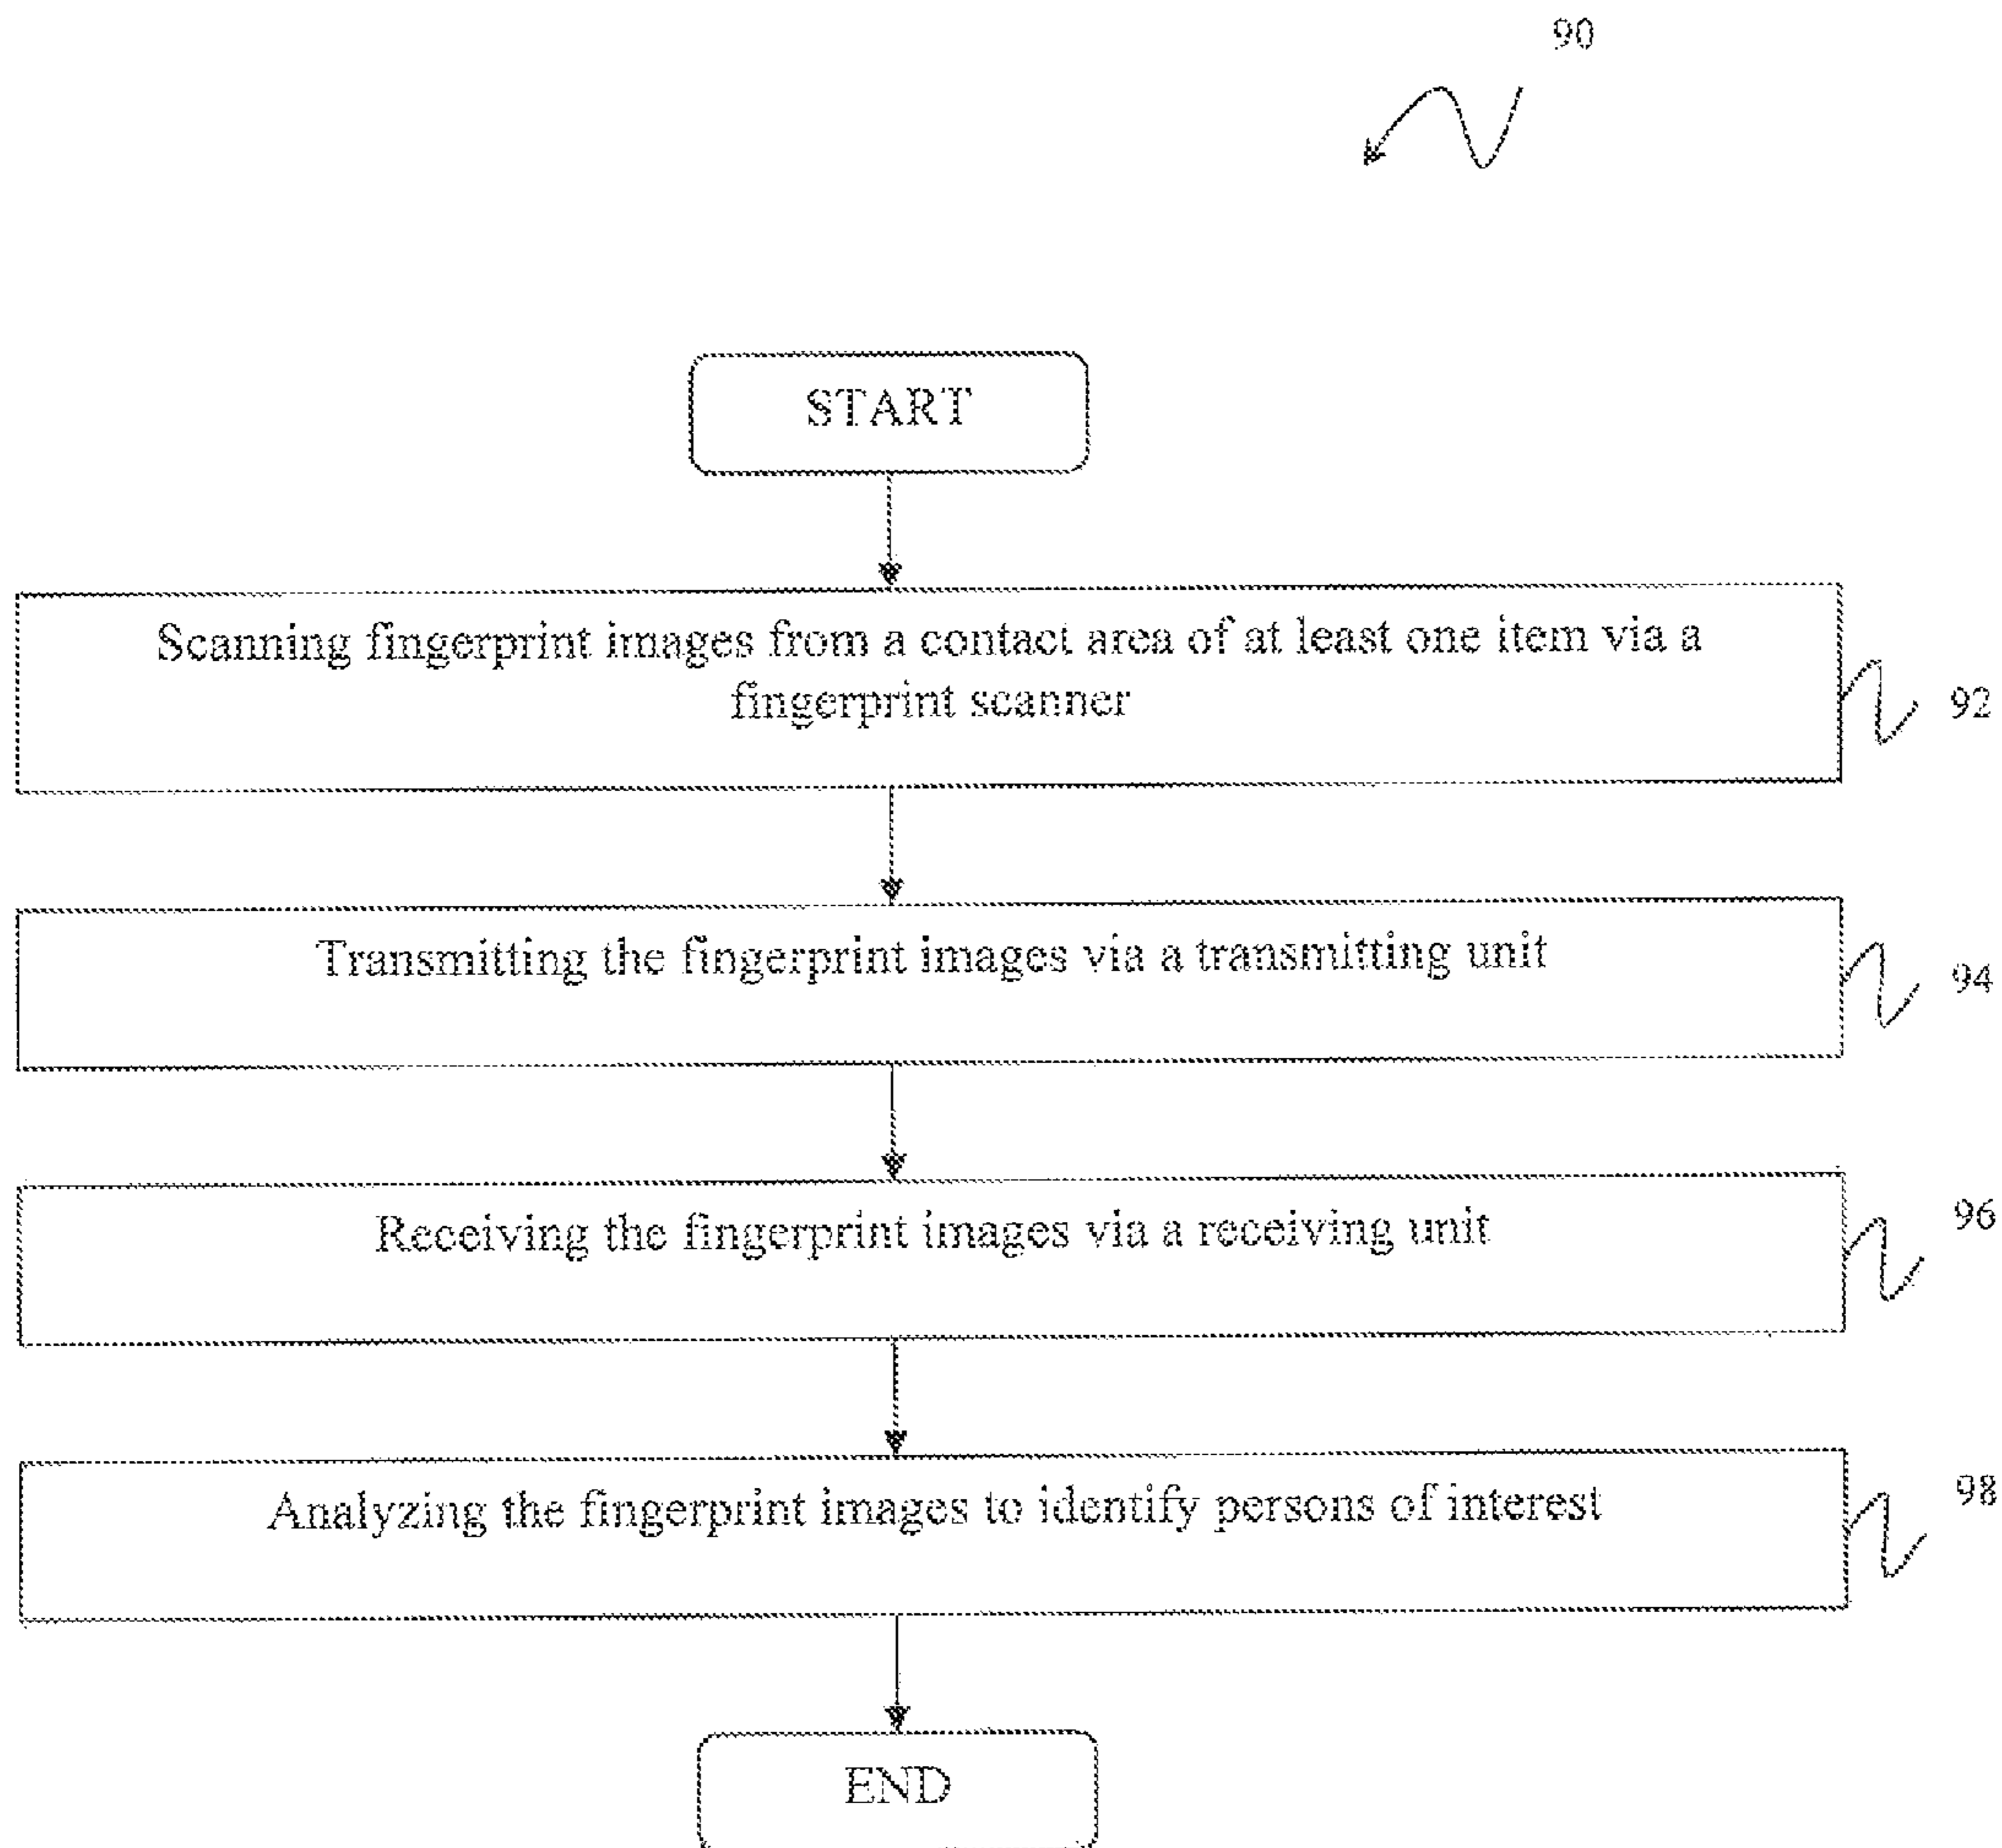 90
START
Scanning fingerprint images from a contact area of at least one item via a
fingerprint scanner
92
Transmitting the fingerprint images via a transmitting unit
94
Receiving the fingerprint images via a receiving unit
96
Analyzing the fingerprint images to identify persons of interest
98
END